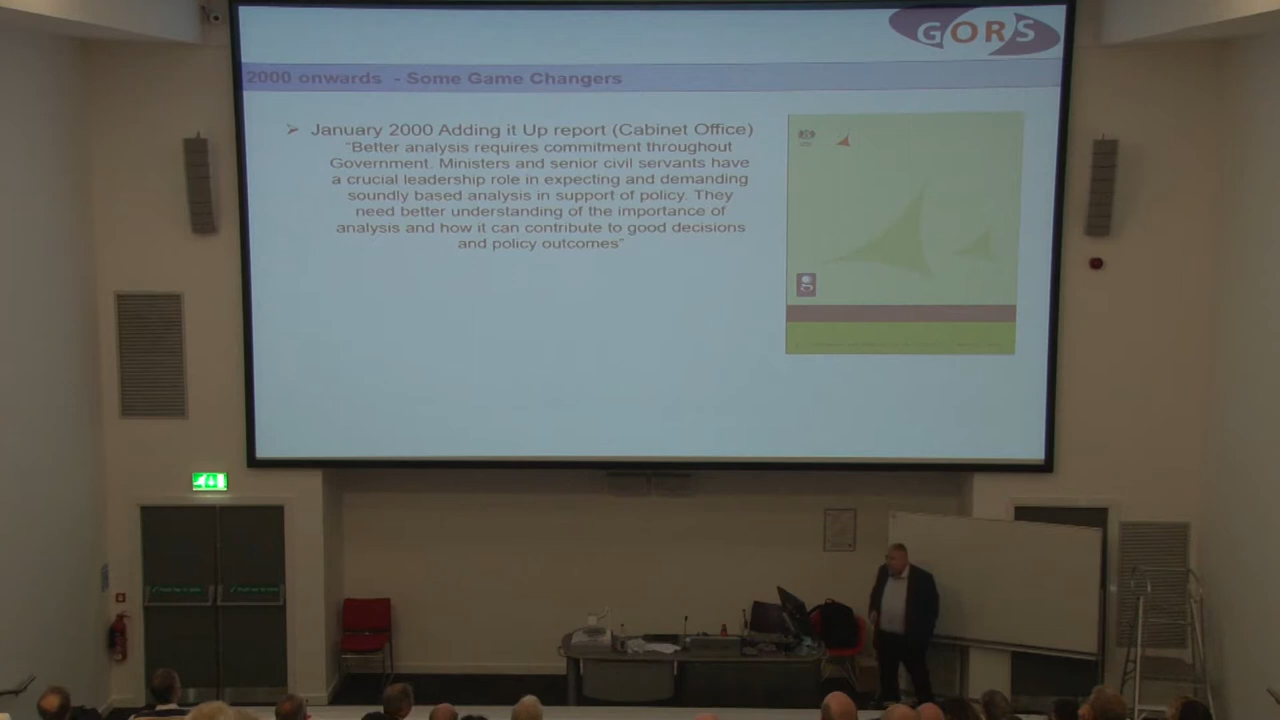 GORS
2000 onwards - Some Game Changers
➢ January 2000 Adding it Up report (Cabinet Office)
"Better analysis requires commitment throughout
Government. Ministers and senior civil servants have
a crucial leadership role in expecting and demanding
soundly based analysis in support of policy. They
need better understanding of the importance of
analysis and how it can contribute to good decisions
and policy outcomes"